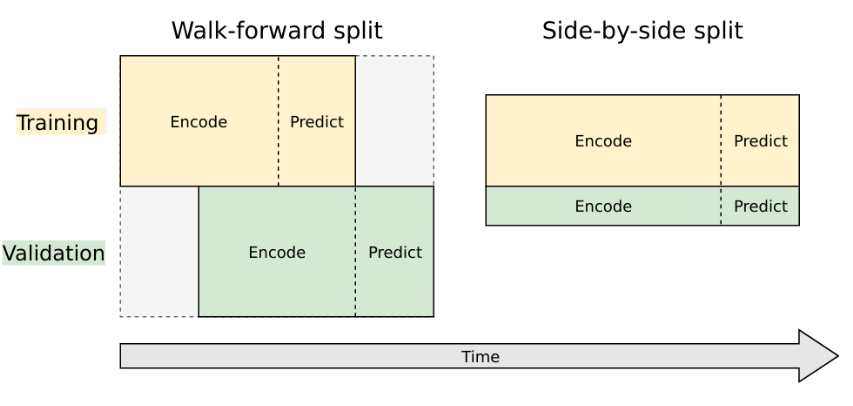 Walk-forward split
Side-by-side split
Training
Encode
Predict
Encode
Predict
Encode
Predict
Validation
Encode
Predict
Time